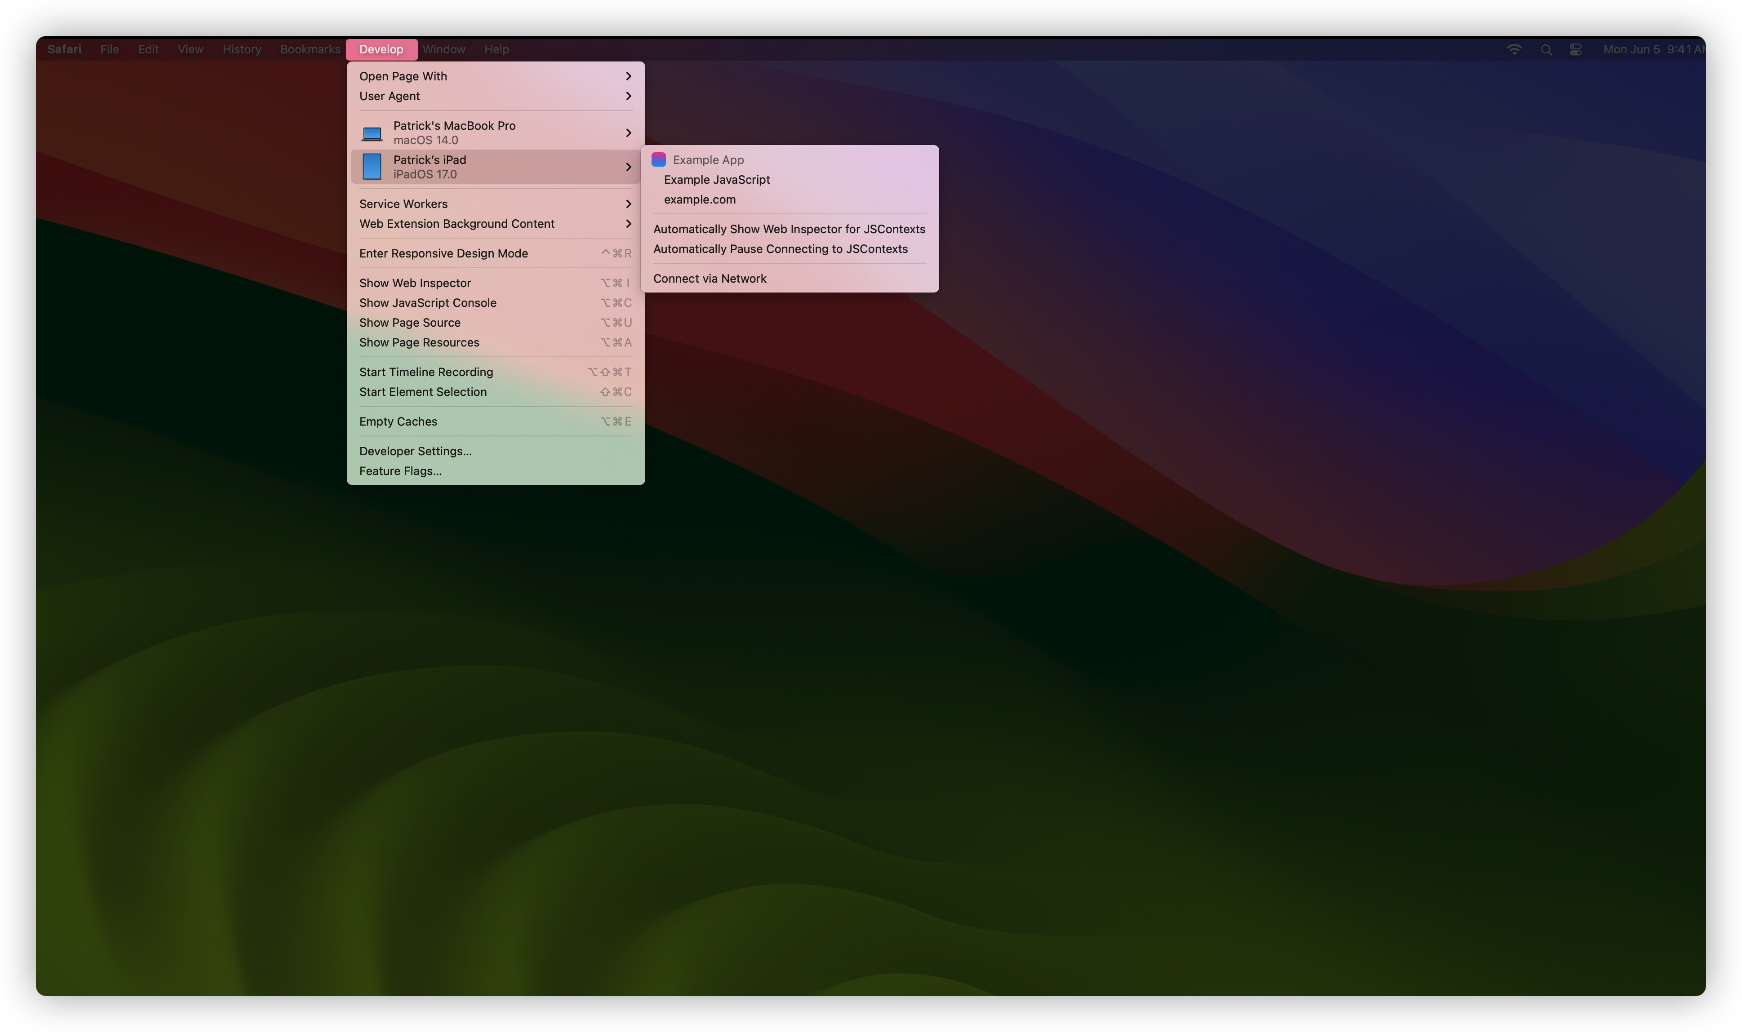 Safari File Edit View History Bookmarks Develop Window Help Mon Jun 5 9:41 AM
Open Page With
User Agent
Patrick's MacBook Pro
macOS 14.0
Patrick's iPad
iPadOS 17.0
Service Workers
Web Extension Background Content
Enter Responsive Design Mode ^⌘R
Show Web Inspector ⌥⌘I
Show JavaScript Console ⌥⌘C
Show Page Source ⌥⌘U
Show Page Resources ⌥⌘A
Start Timeline Recording ⌥⇧⌘T
Start Element Selection ⇧⌘C
Empty Caches ⌥⌘E
Developer Settings...
Feature Flags...
Example App
Example JavaScript
example.com
Automatically Show Web Inspector for JSContexts
Automatically Pause Connecting to JSContexts
Connect via Network